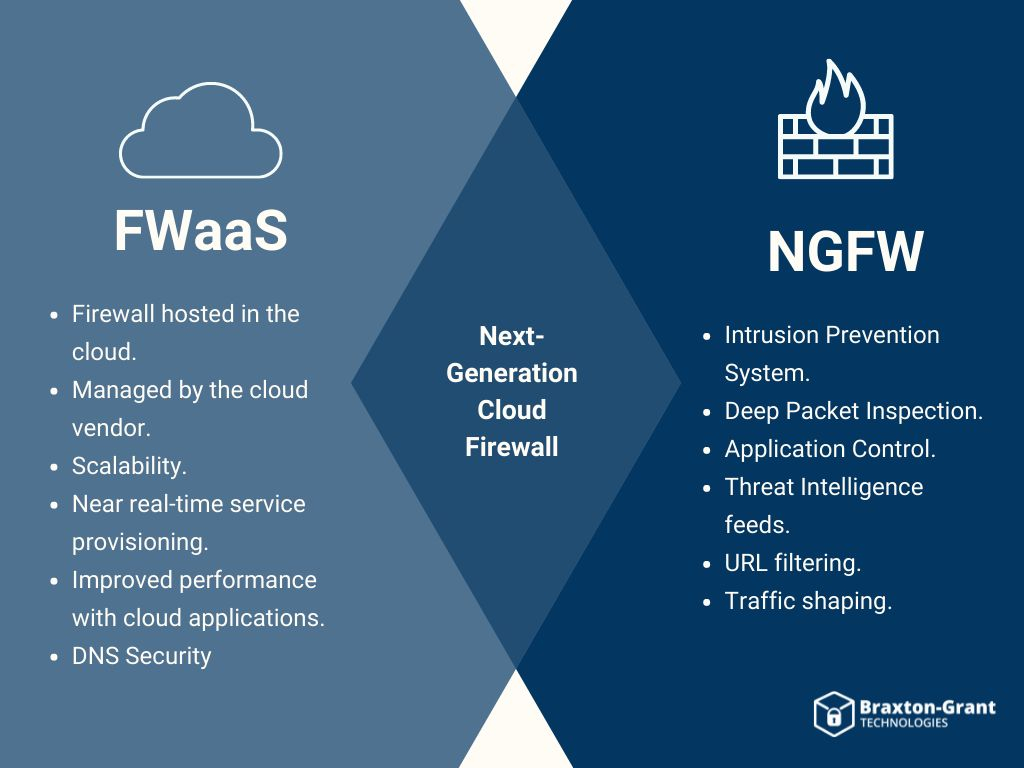 FWaaS
• Firewall hosted in the
cloud.
• Managed by the cloud
vendor.
• Scalability.
• Near real-time service
provisioning.
• Improved performance
with cloud applications.
• DNS Security
Next-
Generation
Cloud
Firewall
NGFW
• Intrusion Prevention
System.
• Deep Packet Inspection.
• Application Control.
• Threat Intelligence
feeds.
• URL filtering.
• Traffic shaping.
Braxton-Grant
TECHNOLOGIES